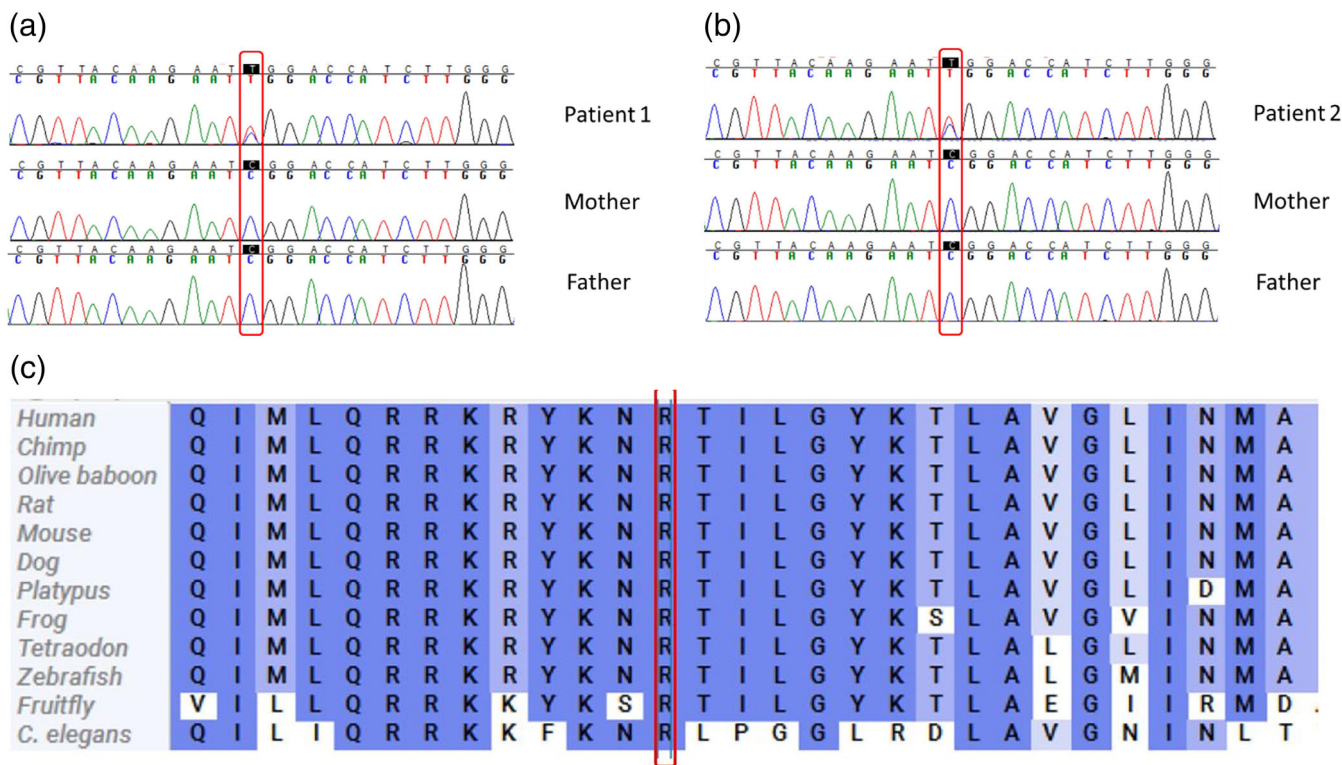 (a)
C G T T A C A A G A A T T G G A C C A T C T T G G G
C G T T A C A A G A A T T G G A C C A T C T T G G G
Patient 1
C G T T A C A A G A A T C G G A C C A T C T T G G G
C G T T A C A A G A A T C G G A C C A T C T T G G G
Mother
C G T T A C A A G A A T C G G A C C A T C T T G G G
C G T T A C A A G A A T C G G A C C A T C T T G G G
Father
(b)
C G T T A C A A G A A T T G G A C C A T C T T G G G
C G T T A C A A G A A T T G G A C C A T C T T G G G
Patient 2
C G T T A C A A G A A T C G G A C C A T C T T G G G
C G T T A C A A G A A T C G G A C C A T C T T G G G
Mother
C G T T A C A A G A A T C G G A C C A T C T T G G G
C G T T A C A A G A A T C G G A C C A T C T T G G G
Father
(c)
Human Q I M L Q R R K R Y K N R T I L G Y K T L A V G L I N M A
Chimp Q I M L Q R R K R Y K N R T I L G Y K T L A V G L I N M A
Olive baboon Q I M L Q R R K R Y K N R T I L G Y K T L A V G L I N M A
Rat Q I M L Q R R K R Y K N R T I L G Y K T L A V G L I N M A
Mouse Q I M L Q R R K R Y K N R T I L G Y K T L A V G L I N M A
Dog Q I M L Q R R K R Y K N R T I L G Y K T L A V G L I N M A
Platypus Q I M L Q R R K R Y K N R T I L G Y K T L A V G L I D M A
Frog Q I M L Q R R K R Y K N R T I L G Y K S L A V G V I N M A
Tetraodon Q I M L Q R R K R Y K N R T I L G Y K T L A L G L I N M A
Zebrafish Q I M L Q R R K R Y K N R T I L G Y K T L A L G M I N M A
Fruitfly V I L L Q R R K K Y K S R T I L G Y K T L A E G I I R M D .
C. elegans Q I L I Q R R K K F K N R L P G G L R D L A V G N I N L T